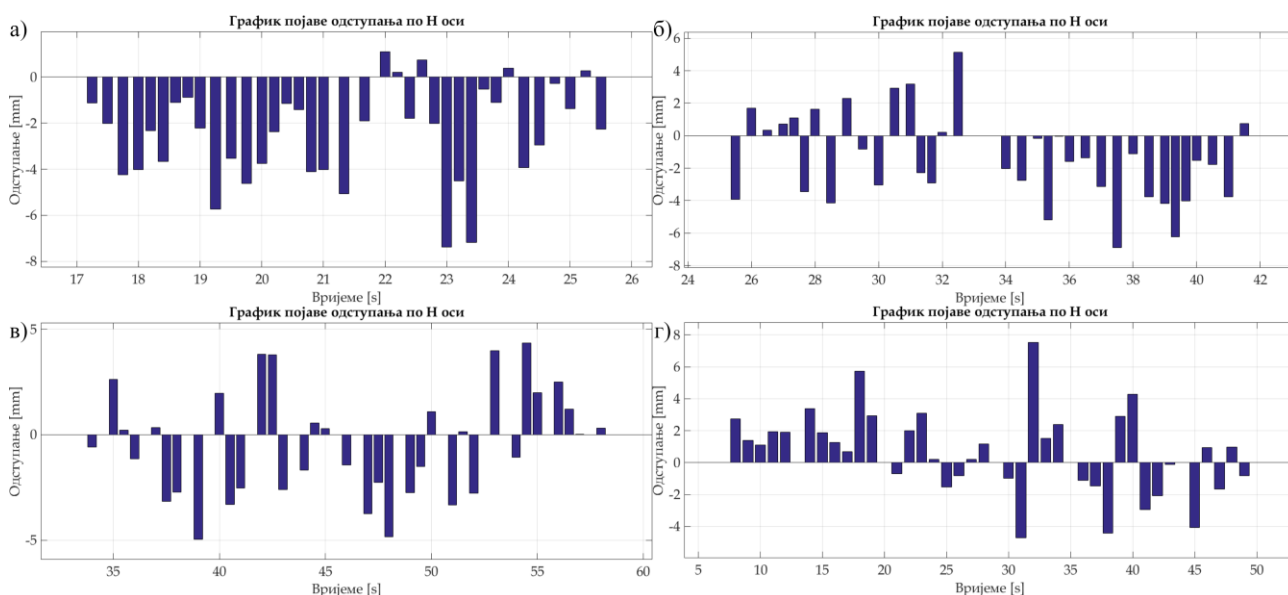 а)
График појаве одступања по H оси
Одступање [mm]
0
-2
-4
-6
-8
17 18 19 20 21 22 23 24 25 26
Вријеме [s]
б)
График појаве одступања по H оси
Одступање [mm]
6
4
2
0
-2
-4
-6
-8
24 26 28 30 32 34 36 38 40 42
Вријеме [s]
в)
График појаве одступања по H оси
Одступање [mm]
5
0
-5
35 40 45 50 55 60
Вријеме [s]
г)
График појаве одступања по H оси
Одступање [mm]
8
6
4
2
0
-2
-4
5 10 15 20 25 30 35 40 45 50
Вријеме [s]